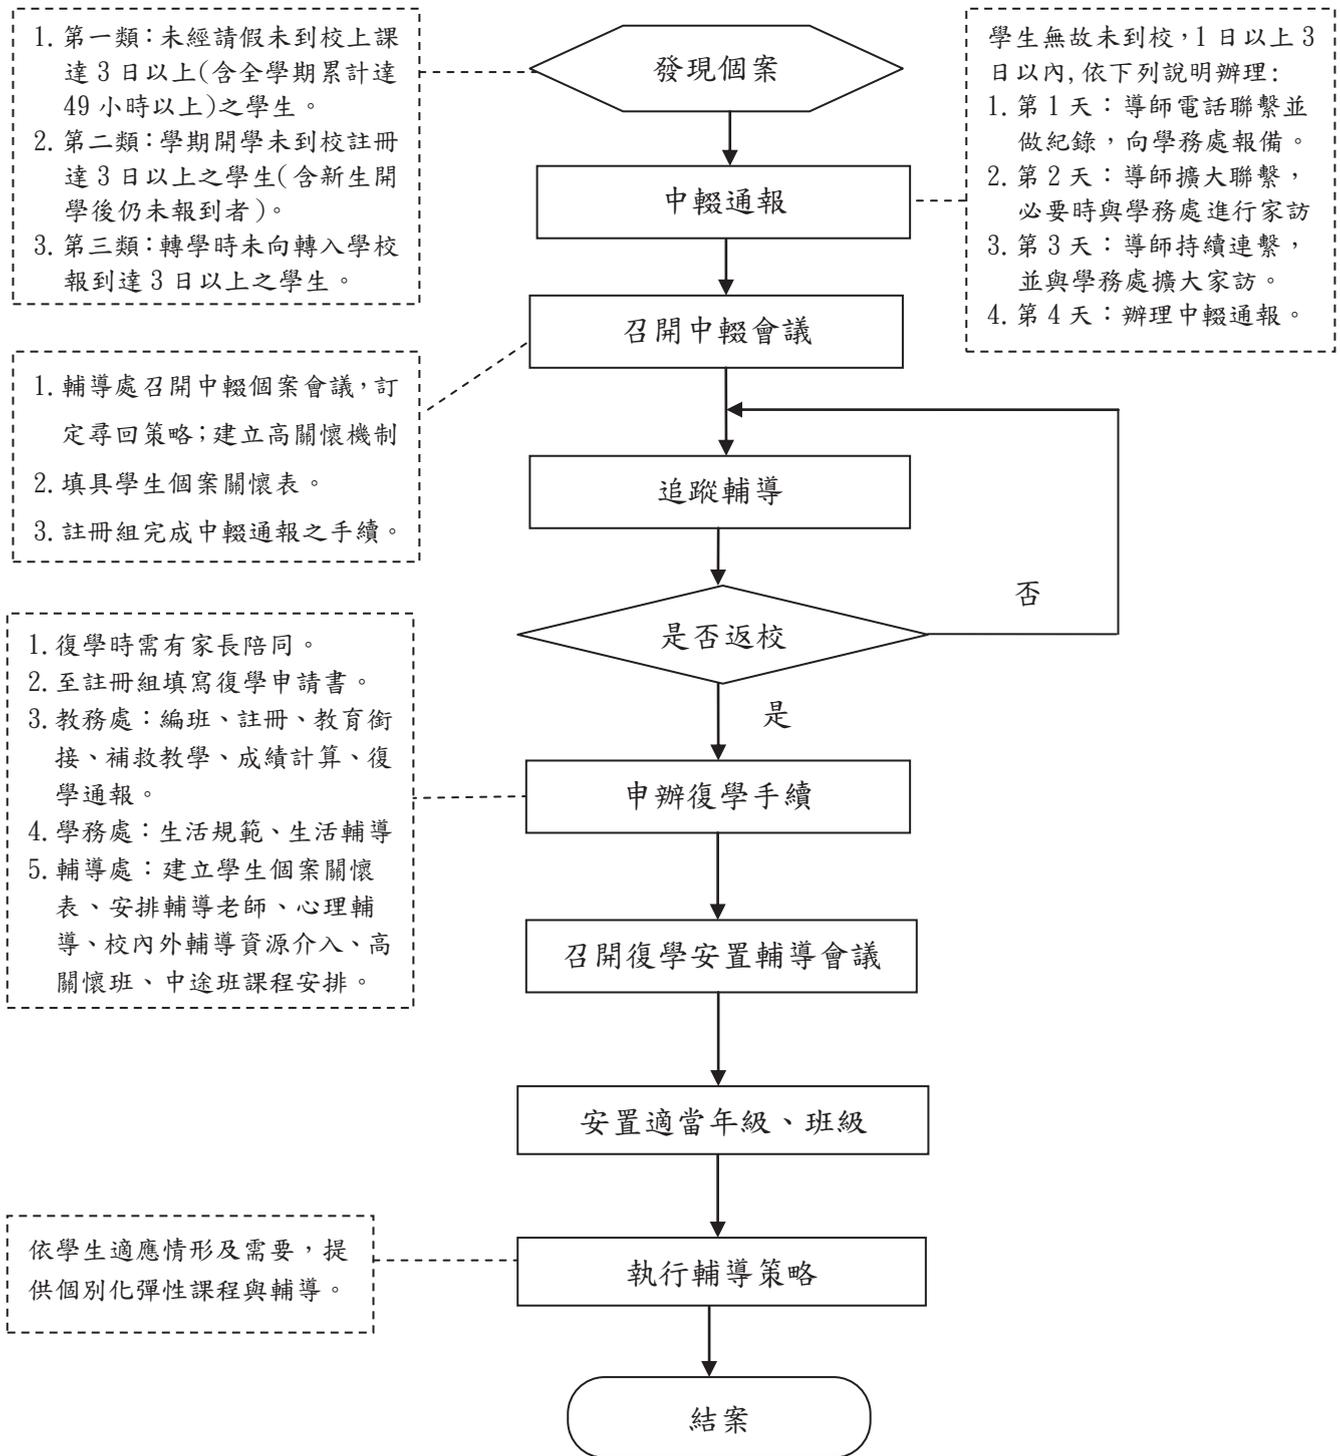 1. 第一類：未經請假未到校上課
達 3 日以上(含全學期累計達
49 小時以上)之學生。
2. 第二類：學期開學未到校註冊
達 3 日以上之學生(含新生開
學後仍未報到者)。
3. 第三類：轉學時未向轉入學校
報到達 3 日以上之學生。
發現個案
學生無故未到校，1 日以上 3
日以內, 依下列說明辦理：
1. 第 1 天：導師電話聯繫並
做紀錄，向學務處報備。
2. 第 2 天：導師擴大聯繫，
必要時與學務處進行家訪
3. 第 3 天：導師持續連繫，
並與學務處擴大家訪。
4. 第 4 天：辦理中輟通報。
中輟通報
召開中輟會議
1. 輔導處召開中輟個案會議，訂
定尋回策略；建立高關懷機制
2. 填具學生個案關懷表。
3. 註冊組完成中輟通報之手續。
追蹤輔導
是否返校
否
是
1. 復學時需有家長陪同。
2. 至註冊組填寫復學申請書。
3. 教務處：編班、註冊、教育銜
接、補救教學、成績計算、復
學通報。
4. 學務處：生活規範、生活輔導
5. 輔導處：建立學生個案關懷
表、安排輔導老師、心理輔
導、校內外輔導資源介入、高
關懷班、中途班課程安排。
申辦復學手續
召開復學安置輔導會議
安置適當年級、班級
依學生適應情形及需要，提
供個別化彈性課程與輔導。
執行輔導策略
結案